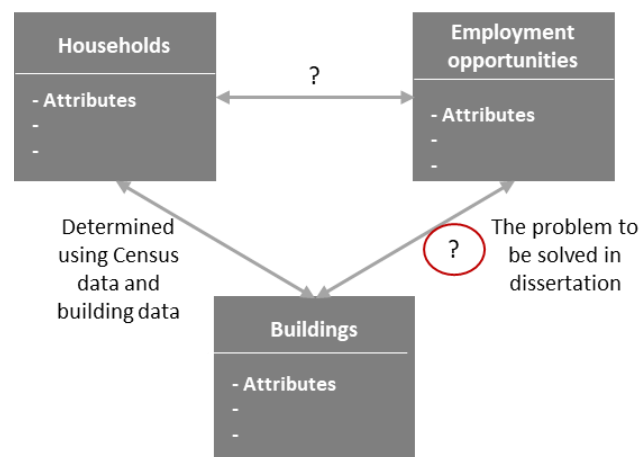 Households
- Attributes
-
-
Employment
opportunities
- Attributes
-
-
?
Determined
using Census
data and
building data
?
The problem to
be solved in
dissertation
Buildings
- Attributes
-
-